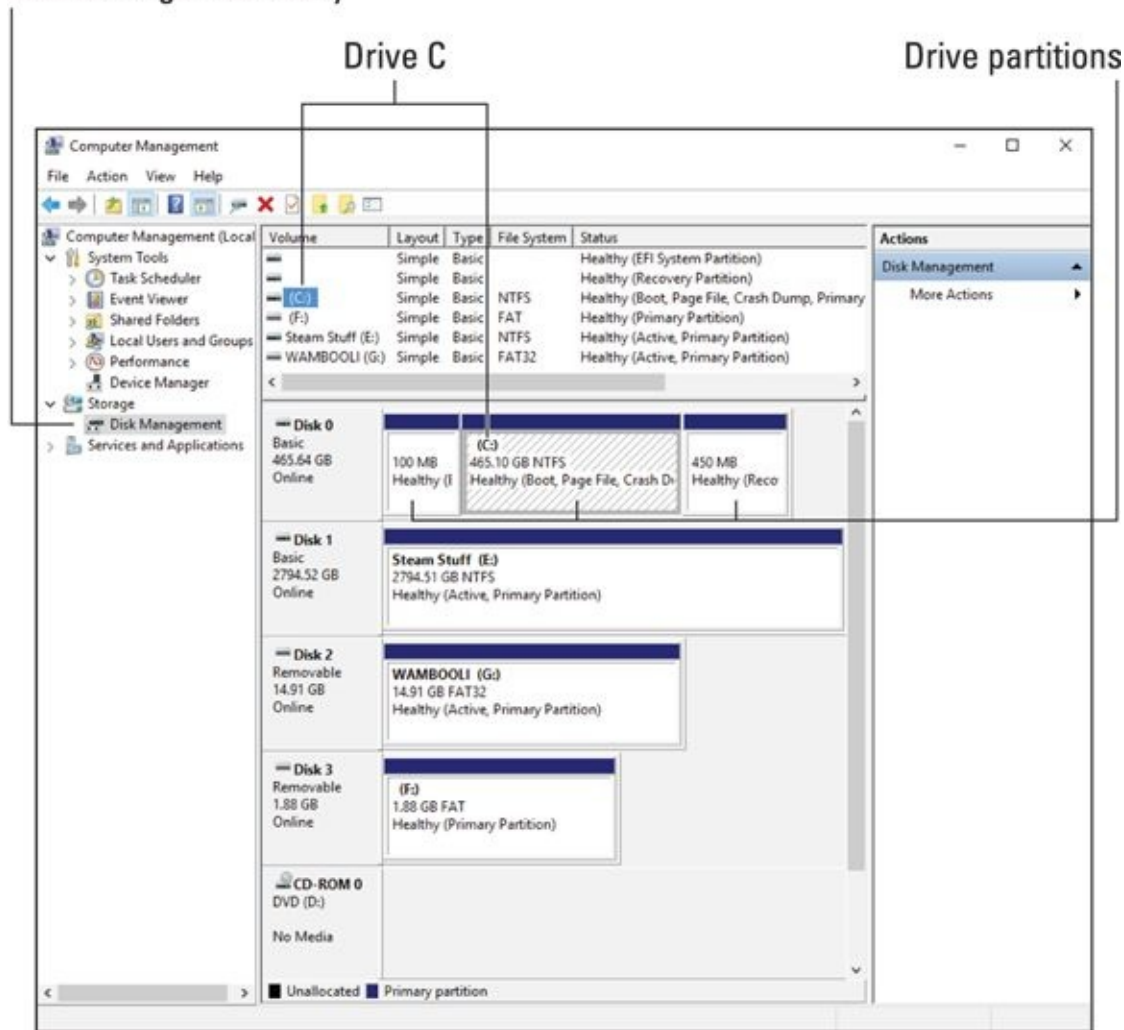 Drive C
Drive partitions
Computer Management
File Action View Help
Computer Management (Local
System Tools
Task Scheduler
Event Viewer
Shared Folders
Local Users and Groups
Performance
Device Manager
Storage
Disk Management
Services and Applications
Volume Layout Type File System Status
Simple Basic Healthy (EFI System Partition)
Simple Basic Healthy (Recovery Partition)
(C:) Simple Basic NTFS Healthy (Boot, Page File, Crash Dump, Primary
(F:) Simple Basic FAT Healthy (Primary Partition)
Steam Stuff (E:) Simple Basic NTFS Healthy (Active, Primary Partition)
WAMBOOLI (G:) Simple Basic FAT32 Healthy (Active, Primary Partition)
Actions
Disk Management
More Actions
Disk 0
Basic
465.64 GB
Online
100 MB
Healthy (E
(C:)
465.10 GB NTFS
Healthy (Boot, Page File, Crash Du
450 MB
Healthy (Reco
Disk 1
Basic
2794.52 GB
Online
Steam Stuff (E:)
2794.51 GB NTFS
Healthy (Active, Primary Partition)
Disk 2
Removable
14.91 GB
Online
WAMBOOLI (G:)
14.91 GB FAT32
Healthy (Active, Primary Partition)
Disk 3
Removable
1.88 GB
Online
(F:)
1.88 GB FAT
Healthy (Primary Partition)
CD-ROM 0
DVD (D:)
No Media
Unallocated Primary partition